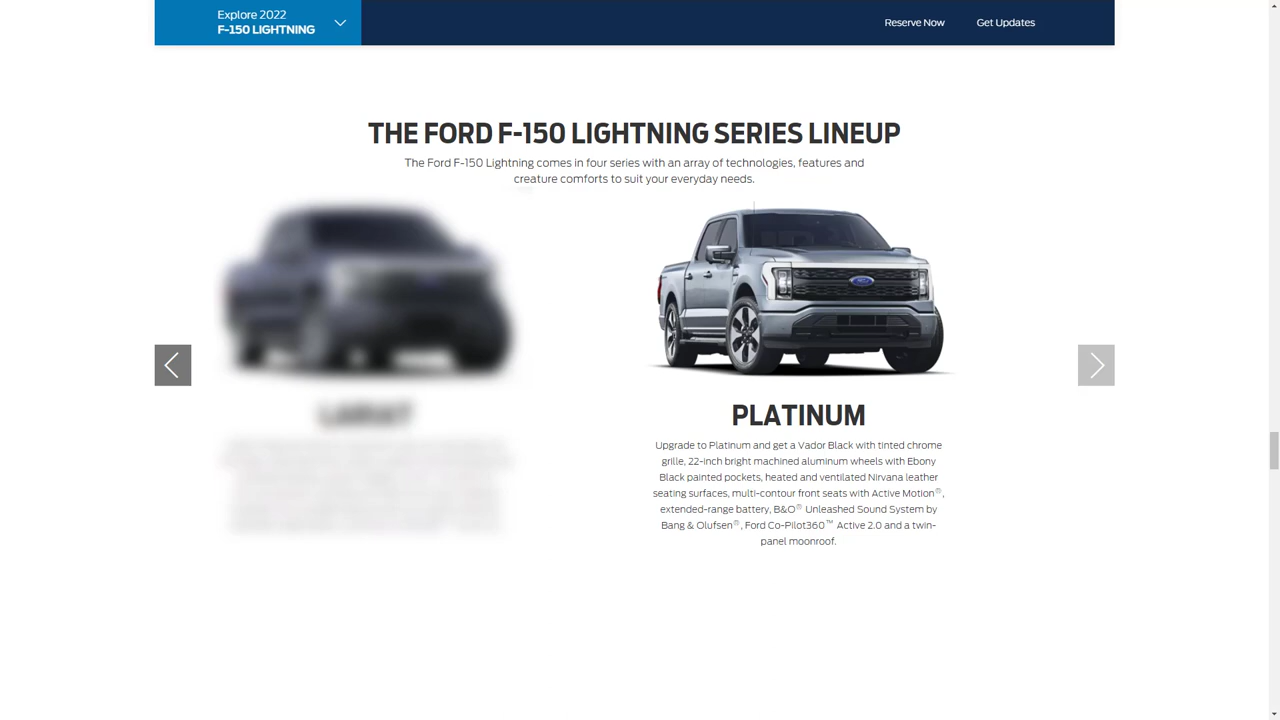 Explore 2022
F-150 LIGHTNING
Reserve Now
Get Updates
THE FORD F-150 LIGHTNING SERIES LINEUP
The Ford F-150 Lightning comes in four series with an array of technologies, features and
creature comforts to suit your everyday needs.
LARIAT
PLATINUM
Upgrade to Platinum and get a Vador Black with tinted chrome
grille, 22-inch bright machined aluminum wheels with Ebony
Black painted pockets, heated and ventilated Nirvana leather
seating surfaces, multi-contour front seats with Active Motion®,
extended-range battery, B&O® Unleashed Sound System by
Bang & Olufsen®, Ford Co-Pilot360™ Active 2.0 and a twin-
panel moonroof.